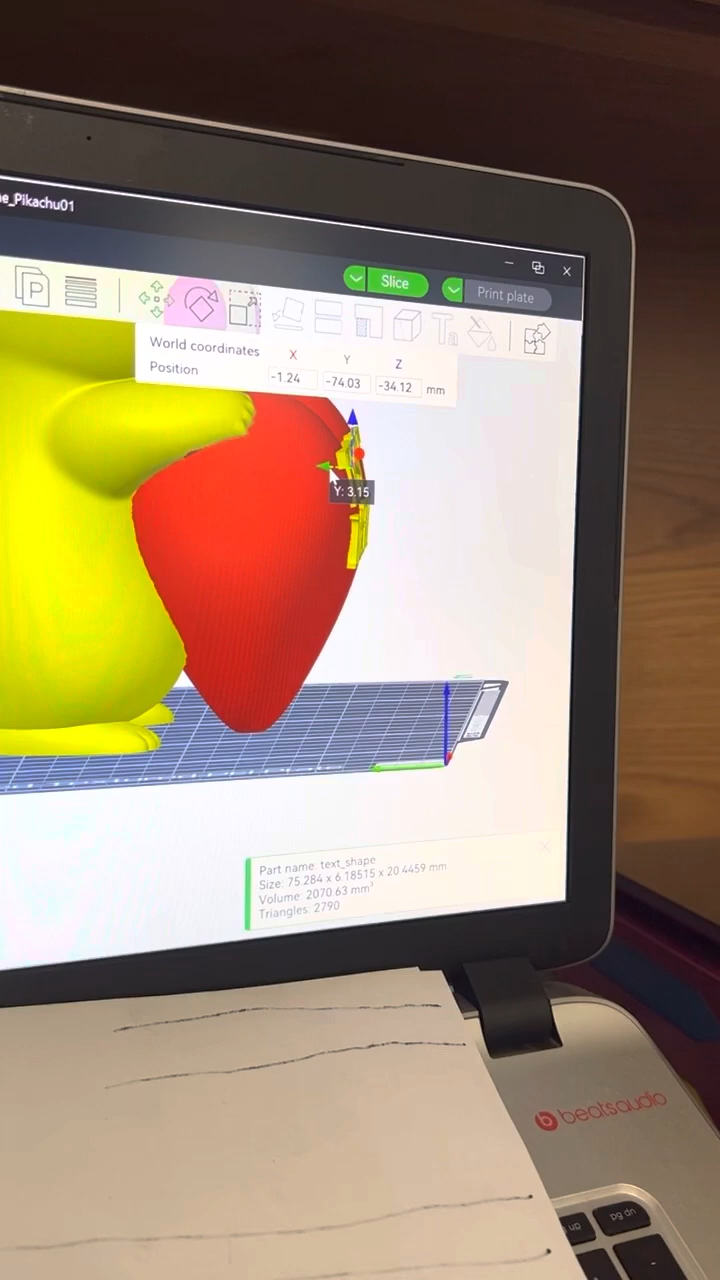 e_Pikachu01
Slice
Print plate
World coordinates
X
Y
Z
Position
-1.24
-74.03
-34.12
mm
Y: 3.15
Part name: text_shape
Size: 75.284 x 6.18515 x 20.4459 mm
Volume: 2070.63 mm³
Triangles: 2790
beatsaudio
up
pg dn